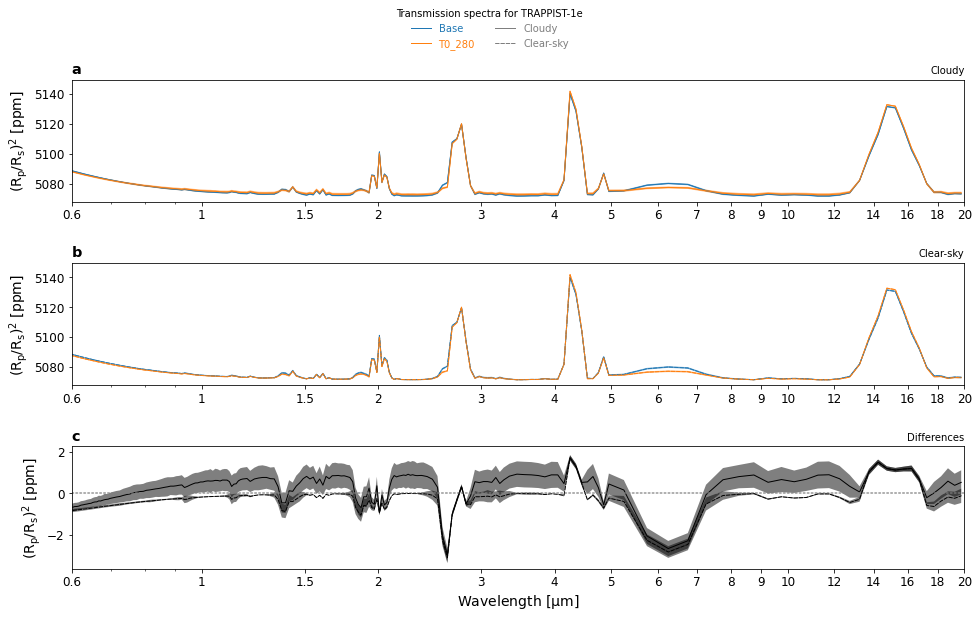 Transmission spectra for TRAPPIST-1e
Base Cloudy
T0_280 Clear-sky
a Cloudy
(Rp/Rs)² [ppm]
5140
5120
5100
5080
0.6 1 2 3 4 5 6 7 8 9 10 12 14 16 18 20
b Clear-sky
(Rp/Rs)² [ppm]
5140
5120
5100
5080
0.6 1 2 3 4 5 6 7 8 9 10 12 14 16 18 20
c Differences
(Rp/Rs)² [ppm]
2
0
−2
0.6 1 1.5 2 3 4 5 6 7 8 9 10 12 14 16 18 20
Wavelength [µm]